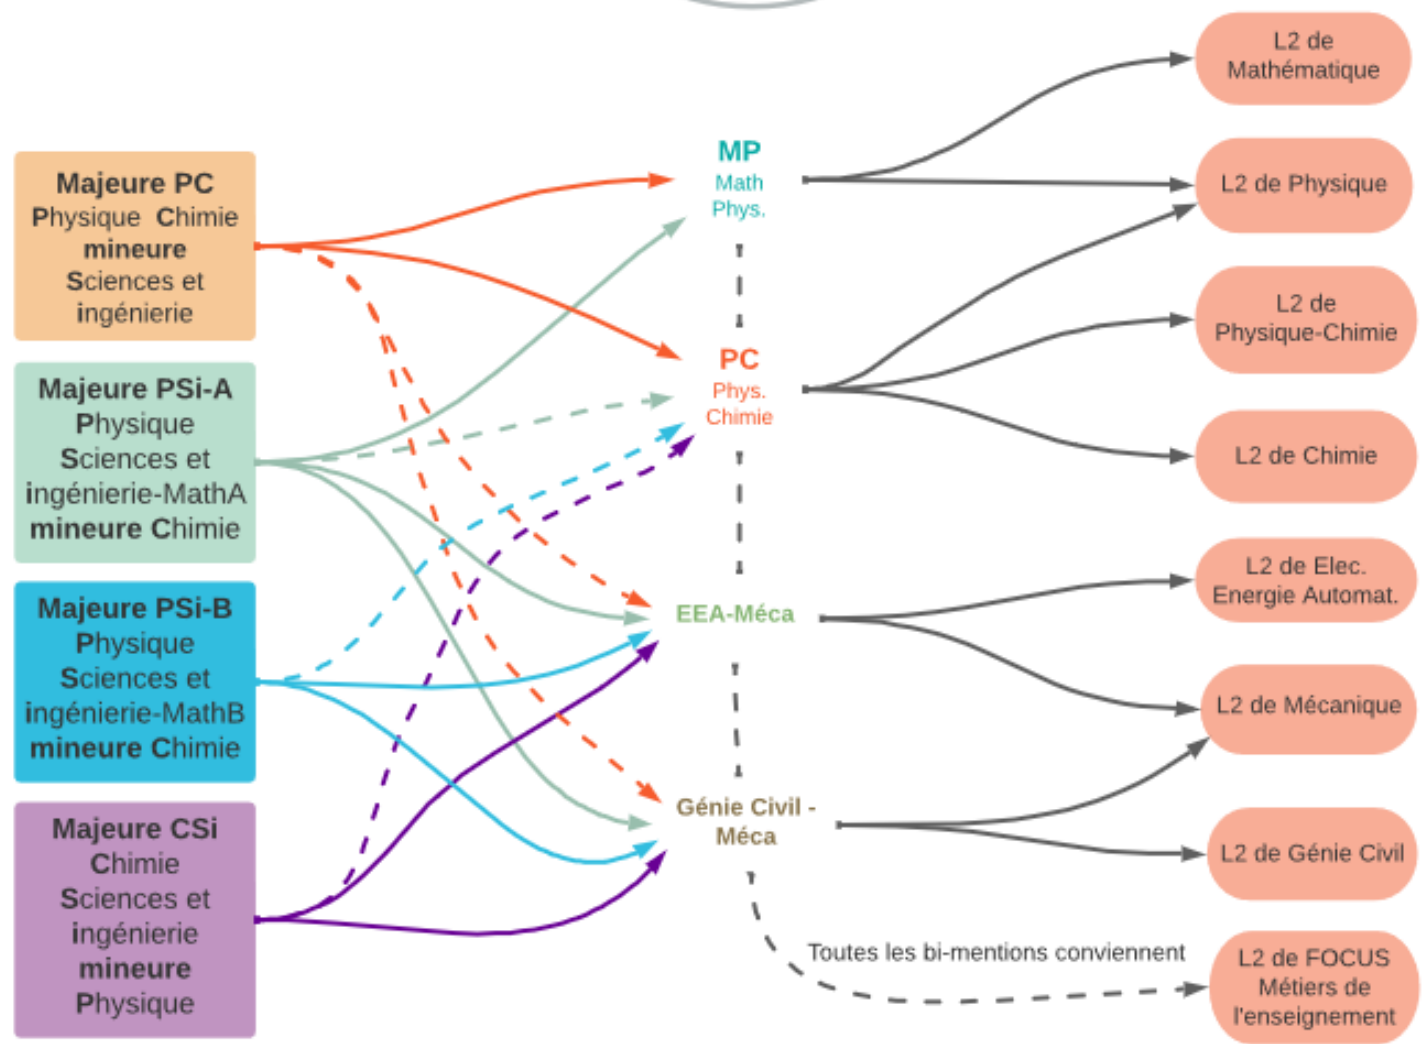 Majeure PC
Physique Chimie
mineure
Sciences et
ingénierie
Majeure PSi-A
Physique
Sciences et
ingénierie-MathA
mineure Chimie
Majeure PSi-B
Physique
Sciences et
ingénierie-MathB
mineure Chimie
Majeure CSi
Chimie
Sciences et
ingénierie
mineure
Physique
MP
Math
Phys.
PC
Phys.
Chimie
EEA-Méca
Génie Civil -
Méca
Toutes les bi-mentions conviennent
L2 de
Mathématique
L2 de Physique
L2 de
Physique-Chimie
L2 de Chimie
L2 de Elec.
Energie Automat.
L2 de Mécanique
L2 de Génie Civil
L2 de FOCUS
Métiers de
l'enseignement